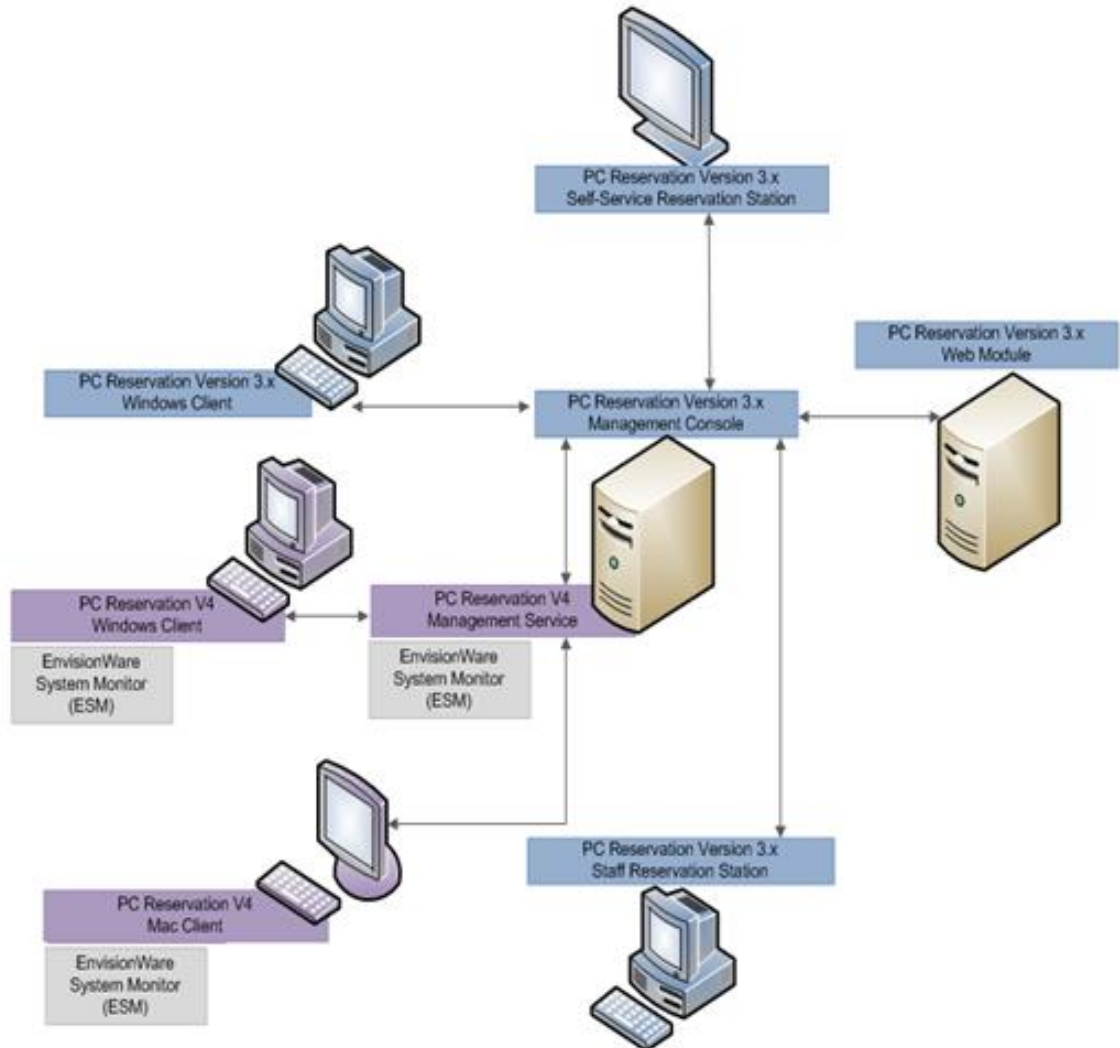 PC Reservation Version 3.x
Self-Service Reservation Station
PC Reservation Version 3.x
Web Module
PC Reservation Version 3.x
Windows Client
PC Reservation Version 3.x
Management Console
PC Reservation V4
Windows Client
EnvisionWare
System Monitor
(ESM)
PC Reservation V4
Management Service
EnvisionWare
System Monitor
(ESM)
PC Reservation Version 3.x
Staff Reservation Station
PC Reservation V4
Mac Client
EnvisionWare
System Monitor
(ESM)